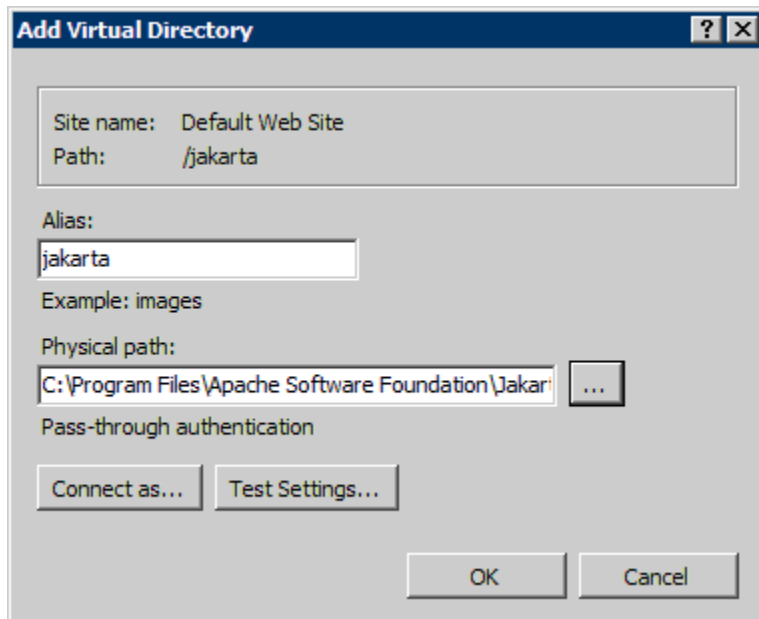 Add Virtual Directory
Site name: Default Web Site
Path: /jakarta
Alias:
jakarta
Example: images
Physical path:
C:\Program Files\Apache Software Foundation\Jakar
...
Pass-through authentication
Connect as... Test Settings...
OK Cancel